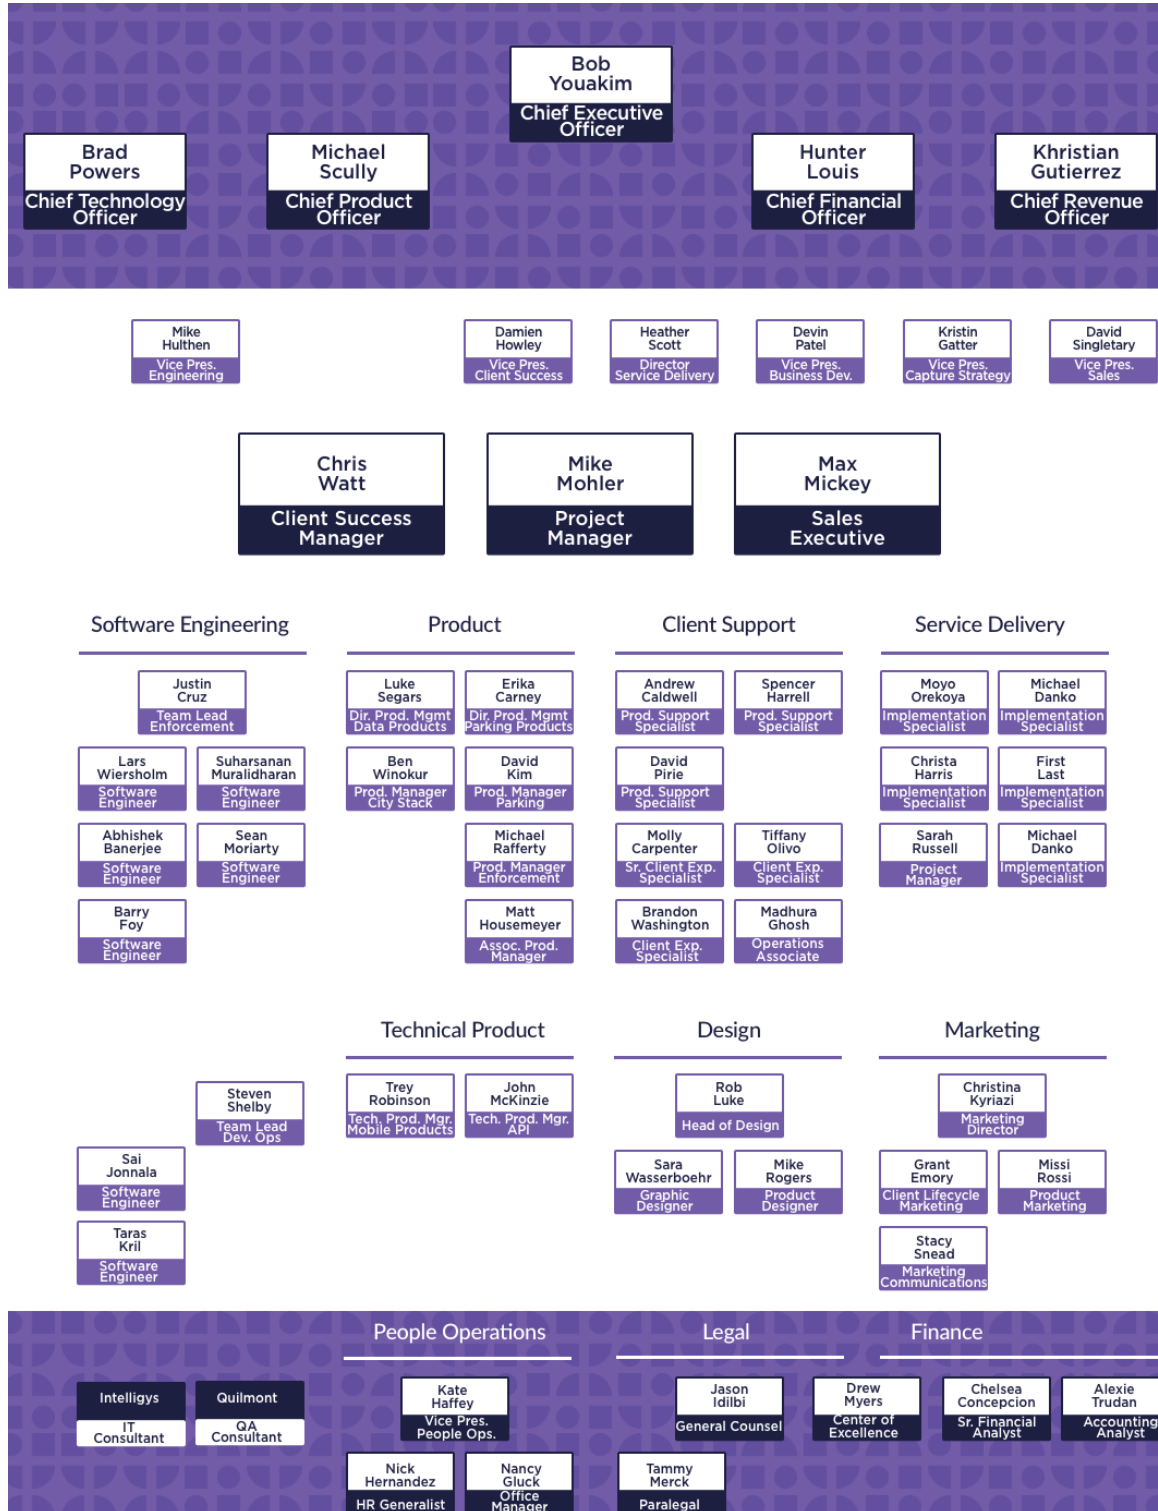 Bob
Youakim
Chief Executive
Officer
Brad
Powers
Chief Technology
Officer
Michael
Scully
Chief Product
Officer
Hunter
Louis
Chief Financial
Officer
Khristian
Gutierrez
Chief Revenue
Officer
Mike
Hulthen
Vice Pres.
Engineering
Damien
Howley
Vice Pres.
Client Success
Heather
Scott
Director
Service Delivery
Devin
Patel
Vice Pres.
Business Dev.
Kristin
Gatter
Vice Pres.
Capture Strategy
David
Singletary
Vice Pres.
Sales
Chris
Watt
Client Success
Manager
Mike
Mohler
Project
Manager
Max
Mickey
Sales
Executive
Software Engineering
Justin
Cruz
Team Lead
Enforcement
Lars
Wiersholm
Software
Engineer
Suharsanan
Muralidharan
Software
Engineer
Abhishek
Banerjee
Software
Engineer
Sean
Moriarty
Software
Engineer
Barry
Foy
Software
Engineer
Product
Luke
Segars
Dir. Prod. Mgmt
Data Products
Erika
Carney
Dir. Prod. Mgmt
Parking Products
Ben
Winokur
Prod. Manager
City Stack
David
Kim
Prod. Manager
Parking
Michael
Rafferty
Prod. Manager
Enforcement
Matt
Housemeyer
Assoc. Prod.
Manager
Client Support
Andrew
Caldwell
Prod. Support
Specialist
Spencer
Harrell
Prod. Support
Specialist
David
Pirie
Prod. Support
Specialist
Molly
Carpenter
Sr. Client Exp.
Specialist
Tiffany
Olivo
Client Exp.
Specialist
Brandon
Washington
Client Exp.
Specialist
Madhura
Ghosh
Operations
Associate
Service Delivery
Moyo
Orekoya
Implementation
Specialist
Michael
Danko
Implementation
Specialist
Christa
Harris
Implementation
Specialist
First
Last
Implementation
Specialist
Sarah
Russell
Project
Manager
Michael
Danko
Implementation
Specialist
Steven
Shelby
Team Lead
Dev. Ops
Sai
Jonnala
Software
Engineer
Taras
Kril
Software
Engineer
Technical Product
Trey
Robinson
Tech. Prod. Mgr.
Mobile Products
John
McKinzie
Tech. Prod. Mgr.
API
Design
Rob
Luke
Head of Design
Sara
Wasserboehr
Graphic
Designer
Mike
Rogers
Product
Designer
Marketing
Christina
Kyriazi
Marketing
Director
Grant
Emory
Client Lifecycle
Marketing
Missi
Rossi
Product
Marketing
Stacy
Snead
Marketing
Communications
Intelligys
IT
Consultant
Quilmont
QA
Consultant
People Operations
Kate
Haffey
Vice Pres.
People Ops.
Nick
Hernandez
HR Generalist
Nancy
Gluck
Office
Manager
Legal
Jason
Idilbi
General Counsel
Tammy
Merck
Paralegal
Finance
Drew
Myers
Center of
Excellence
Chelsea
Concepcion
Sr. Financial
Analyst
Alexie
Trudan
Accounting
Analyst